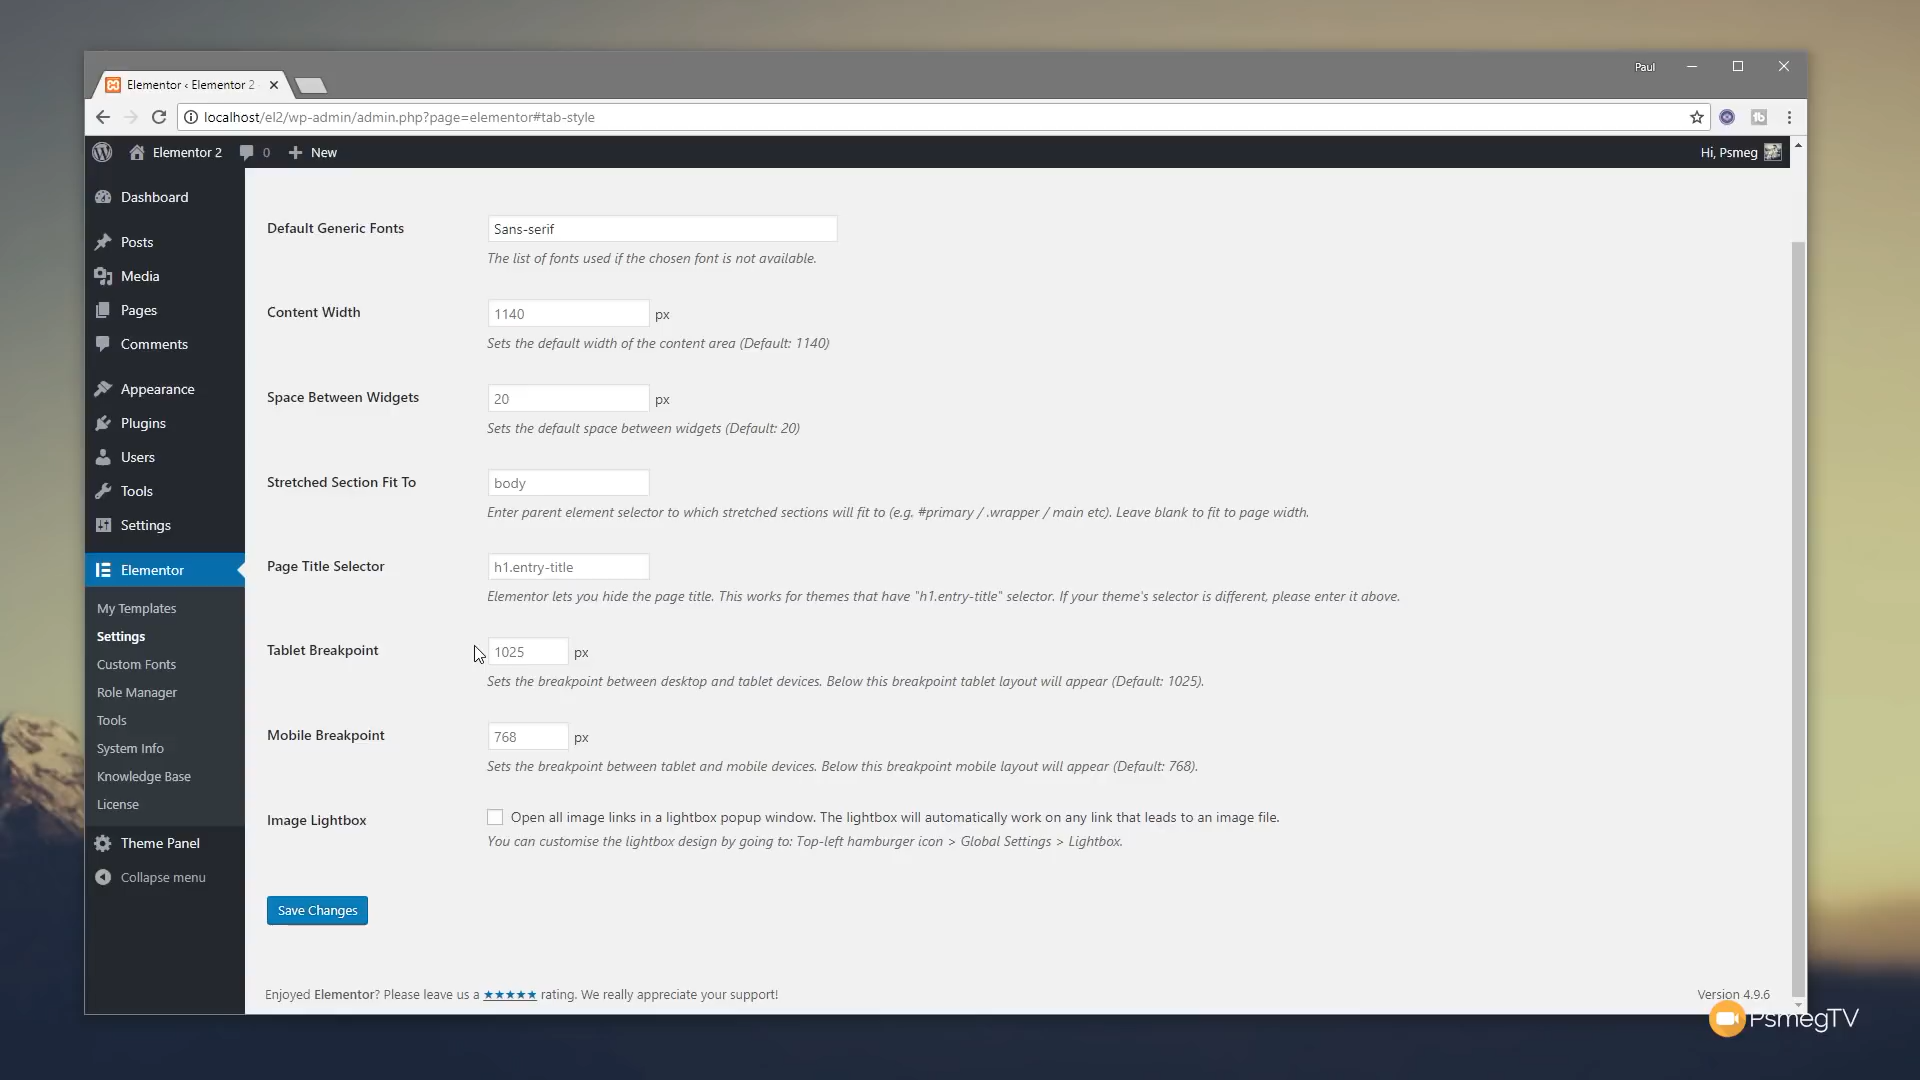 Paul
Elementor ‹ Elementor 2
localhost/el2/wp-admin/admin.php?page=elementor#tab-style
Elementor 2
0
New
Hi, Psmeg
Dashboard
Posts
Media
Pages
Comments
Appearance
Plugins
Users
Tools
Settings
Elementor
My Templates
Settings
Custom Fonts
Role Manager
Tools
System Info
Knowledge Base
License
Theme Panel
Collapse menu
Default Generic Fonts
Sans-serif
The list of fonts used if the chosen font is not available.
Content Width
1140 px
Sets the default width of the content area (Default: 1140)
Space Between Widgets
20 px
Sets the default space between widgets (Default: 20)
Stretched Section Fit To
body
Enter parent element selector to which stretched sections will fit to (e.g. #primary / .wrapper / main etc). Leave blank to fit to page width.
Page Title Selector
h1.entry-title
Elementor lets you hide the page title. This works for themes that have "h1.entry-title" selector. If your theme's selector is different, please enter it above.
Tablet Breakpoint
1025 px
Sets the breakpoint between desktop and tablet devices. Below this breakpoint tablet layout will appear (Default: 1025).
Mobile Breakpoint
768 px
Sets the breakpoint between tablet and mobile devices. Below this breakpoint mobile layout will appear (Default: 768).
Image Lightbox
Open all image links in a lightbox popup window. The lightbox will automatically work on any link that leads to an image file.
You can customise the lightbox design by going to: Top-left hamburger icon > Global Settings > Lightbox.
Save Changes
Enjoyed Elementor? Please leave us a ★★★★★ rating. We really appreciate your support!
Version 4.9.6
PsmegTV